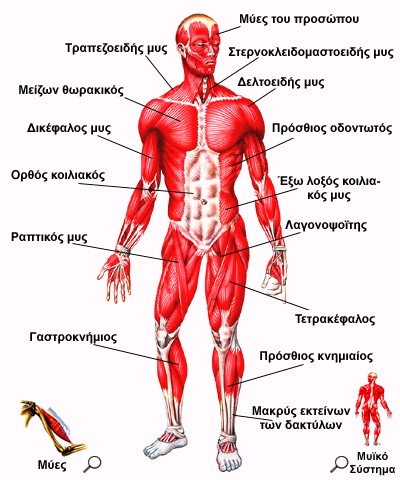 Μύες του προσώπου
Τραπεζοειδής μυς
Στερνοκλειδομαστοειδής μυς
Μείζων θωρακικός
Δελτοειδής μυς
Δικέφαλος μυς
Πρόσθιος οδοντωτός
Ορθός κοιλιακός
Έξω λοξός κοιλια-
κός μυς
Ραπτικός μυς
Λαγονοψοΐτης
Τετρακέφαλος
Γαστροκνήμιος
Πρόσθιος κνημιαίος
Μακρύς εκτείνων
των δακτύλων
Μύες
Μυϊκό
Σύστημα